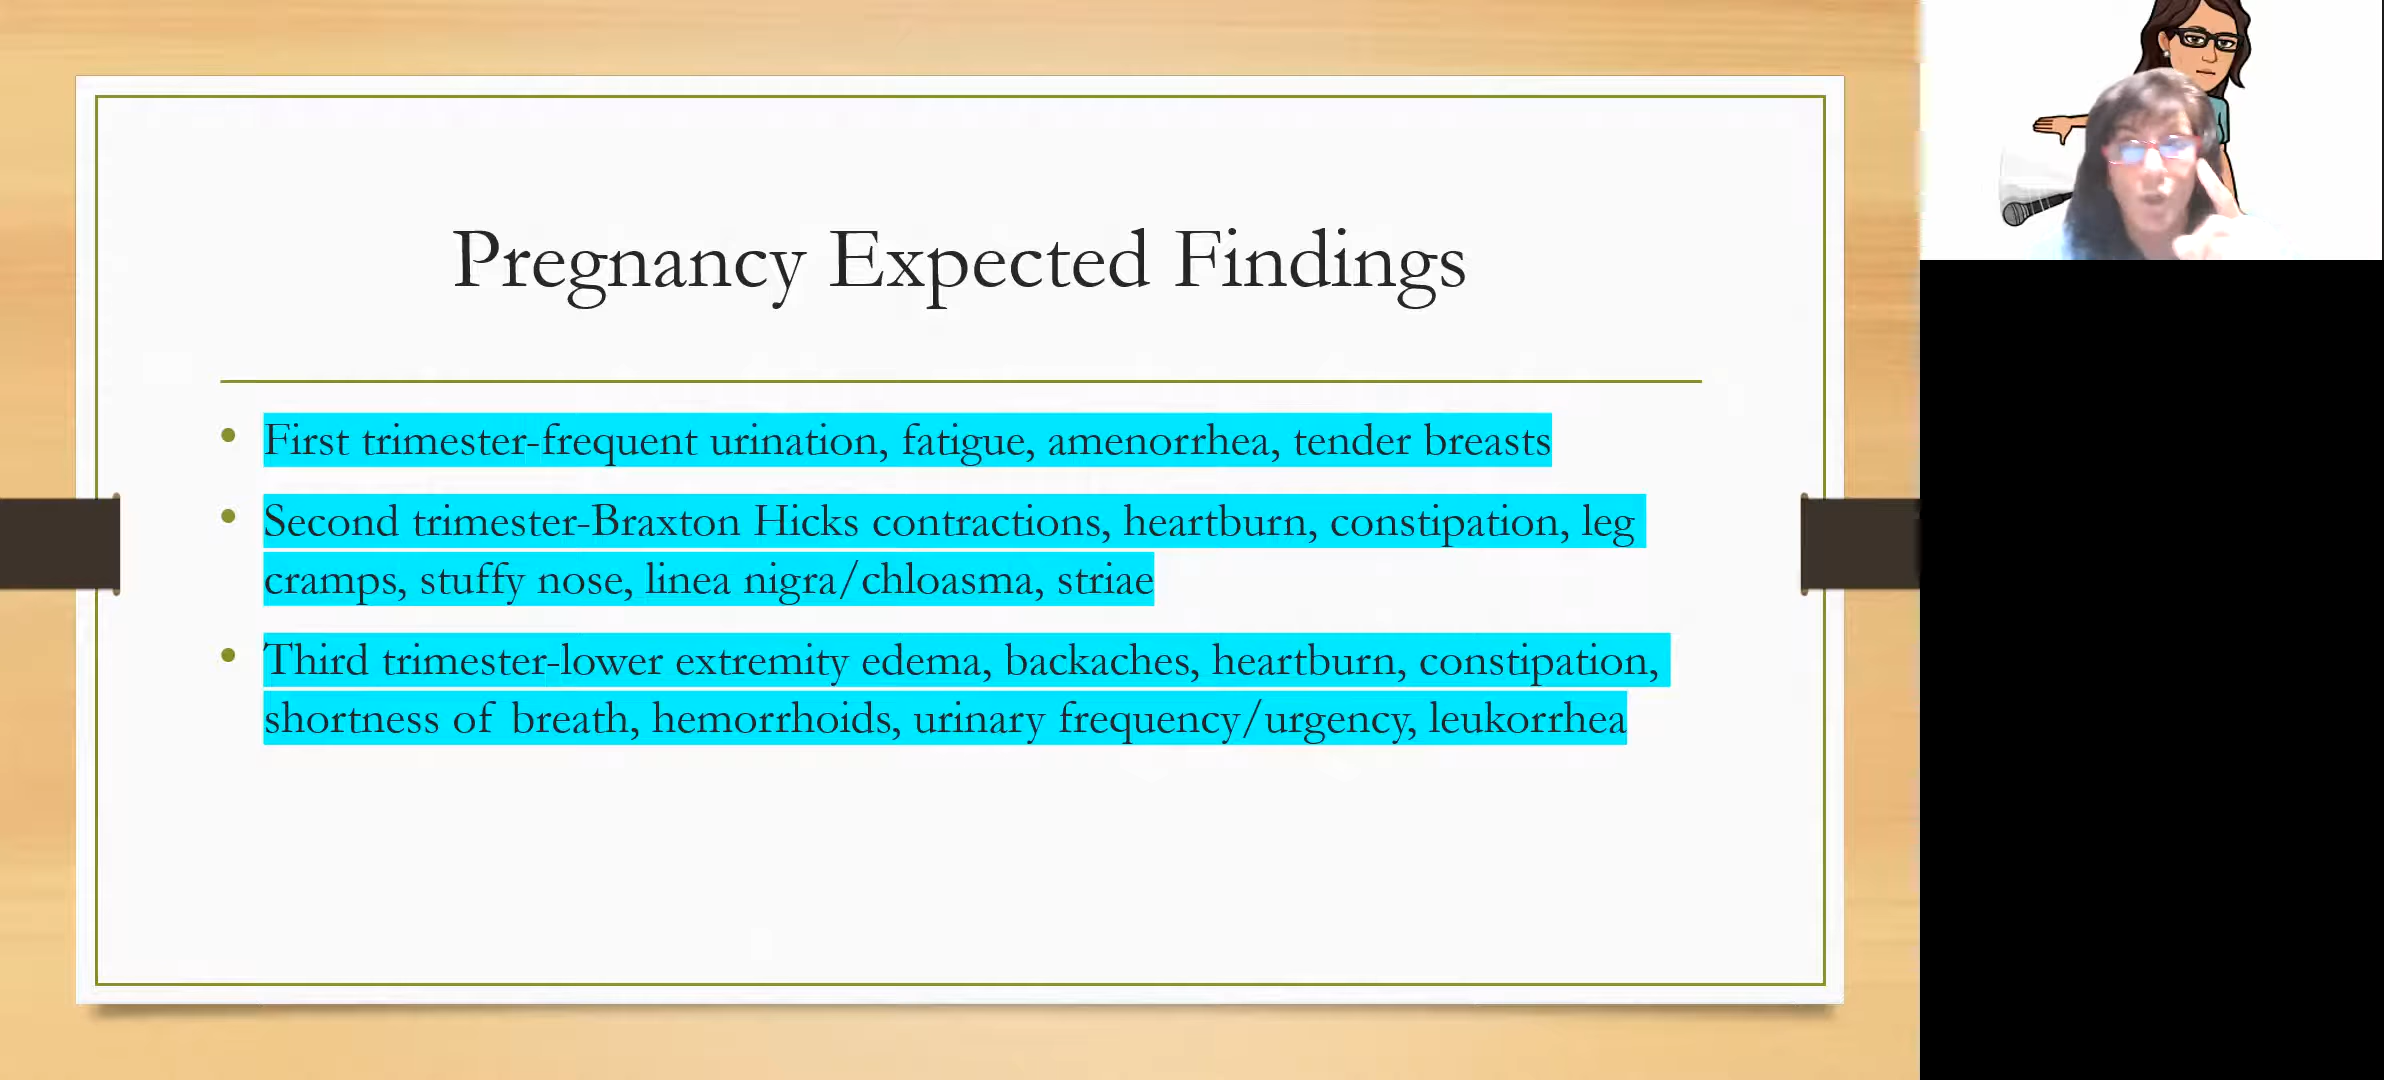 Pregnancy Expected Findings
First trimester-frequent urination, fatigue, amenorrhea, tender breasts
Second trimester-Braxton Hicks contractions, heartburn, constipation, leg
cramps, stuffy nose, linea nigra/chloasma, striae
Third trimester-lower extremity edema, backaches, heartburn, constipation,
shortness of breath, hemorrhoids, urinary frequency/urgency, leukorrhea